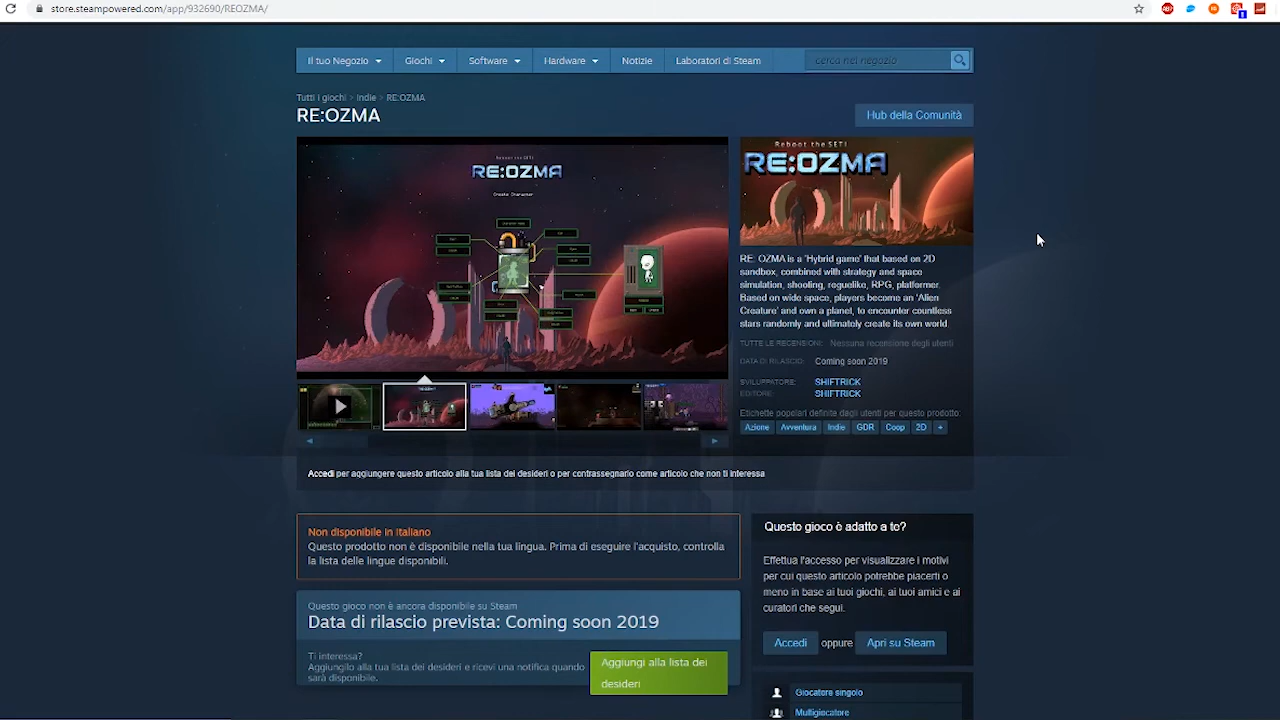 store.steampowered.com/app/932690/REOZMA/
Il tuo Negozio
Giochi
Software
Hardware
Notizie
Laboratori di Steam
cerca nel negozio
Tutti i giochi > Indie > RE:OZMA
RE:OZMA
Hub della Comunità
Reboot the SETI
RE:OZMA
Create Character
Reboot the SETI
RE:OZMA
RE: OZMA is a 'Hybrid game' that based on 2D
sandbox, combined with strategy and space
simulation, shooting, roguelike, RPG, platformer.
Based on wide space, players become an 'Alien
Creature' and own a planet, to encounter countless
stars randomly and ultimately create its own world.
TUTTE LE RECENSIONI: Nessuna recensione degli utenti
DATA DI RILASCIO: Coming soon 2019
SVILUPPATORE: SHIFTRICK
EDITORE: SHIFTRICK
Etichette popolari definite dagli utenti per questo prodotto:
Azione Avventura Indie GDR Coop 2D +
Accedi per aggiungere questo articolo alla tua lista dei desideri o per contrassegnarlo come articolo che non ti interessa
Non disponibile in Italiano
Questo prodotto non è disponibile nella tua lingua. Prima di eseguire l'acquisto, controlla
la lista delle lingue disponibili.
Questo gioco non è ancora disponibile su Steam
Data di rilascio prevista: Coming soon 2019
Ti interessa?
Aggiungilo alla tua lista dei desideri e ricevi una notifica quando
sarà disponibile.
Aggiungi alla lista dei
desideri
Questo gioco è adatto a te?
Effettua l'accesso per visualizzare i motivi
per cui questo articolo potrebbe piacerti o
meno in base ai tuoi giochi, ai tuoi amici e ai
curatori che segui.
Accedi oppure Apri su Steam
Giocatore singolo
Multigiocatore